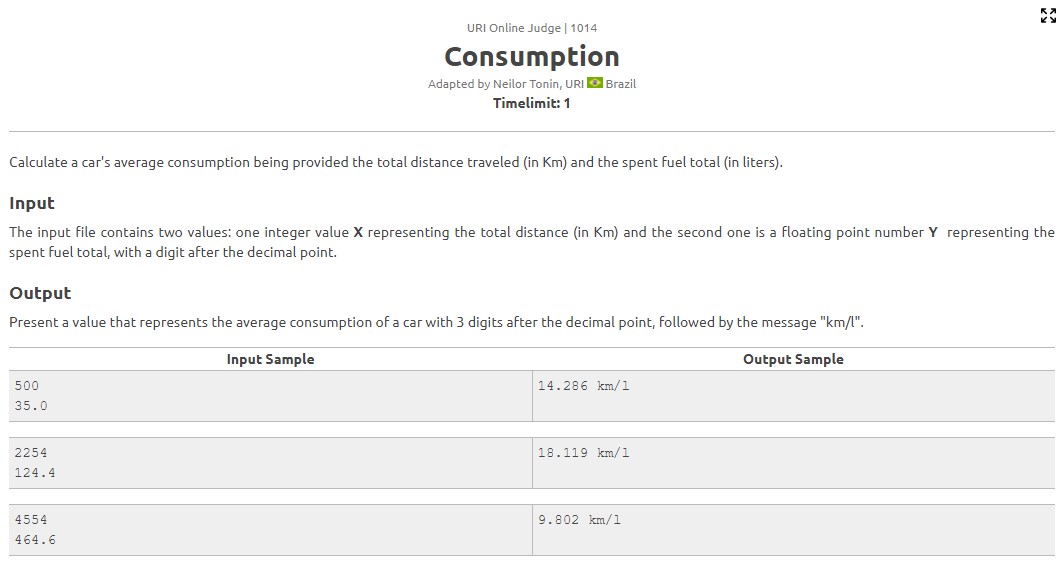 URI Online Judge | 1014
Consumption
Adapted by Neilor Tonin, URI Brazil
Timelimit: 1
Calculate a car's average consumption being provided the total distance traveled (in Km) and the spent fuel total (in liters).
Input
The input file contains two values: one integer value X representing the total distance (in Km) and the second one is a floating point number Y representing the
spent fuel total, with a digit after the decimal point.
Output
Present a value that represents the average consumption of a car with 3 digits after the decimal point, followed by the message "km/l".
Input Sample Output Sample
500 14.286 km/l
35.0
2254 18.119 km/l
124.4
4554 9.802 km/l
464.6